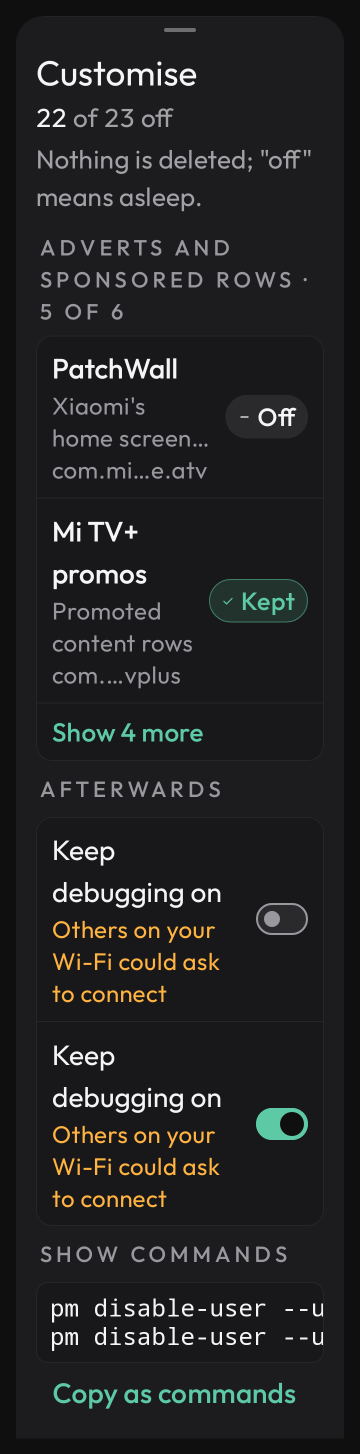 Customise
22 of 23 off
Nothing is deleted; "off"
means asleep.
ADVERTS AND
SPONSORED ROWS ·
5 OF 6
PatchWall
Xiaomi's
home screen…
com.mi…e.atv
- Off
Mi TV+
promos
Promoted
content rows
com.…vplus
✓ Kept
Show 4 more
AFTERWARDS
Keep
debugging on
Others on your
Wi-Fi could ask
to connect
Keep
debugging on
Others on your
Wi-Fi could ask
to connect
SHOW COMMANDS
pm disable-user --u
pm disable-user --u
Copy as commands